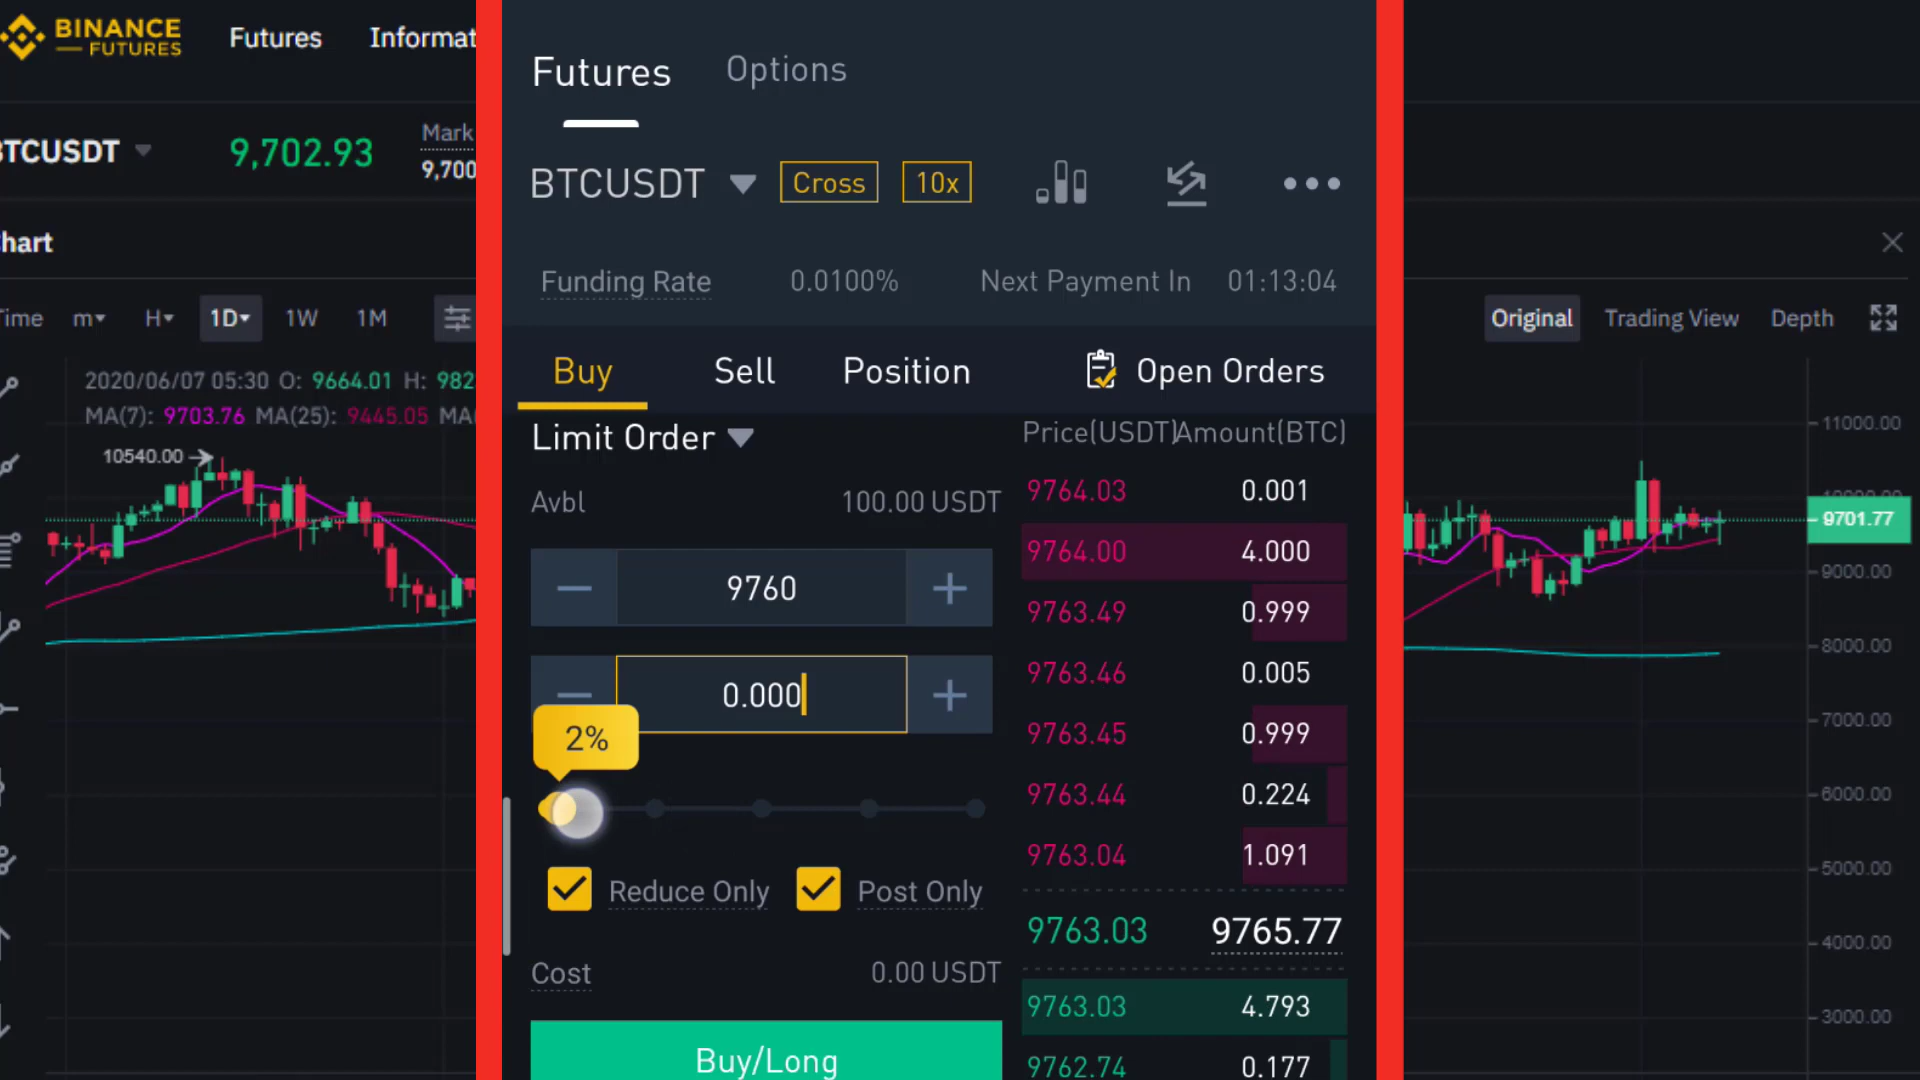 BINANCE
FUTURES
Futures
Informat
BTCUSDT
9,702.93
Mark
9,700
Chart
Time
m
H
1D
1W
1M
2020/06/07 05:30 O: 9664.01 H: 982
MA(7): 9703.76 MA(25): 9445.05 MA
10540.00
Futures
Options
BTCUSDT
Cross
10x
Funding Rate
0.0100%
Next Payment In
01:13:04
Buy
Sell
Position
Open Orders
Limit Order
Avbl
100.00 USDT
9760
0.000
2%
Reduce Only
Post Only
Cost
0.00 USDT
Buy/Long
Price(USDT)
Amount(BTC)
9764.03 0.001
9764.00 4.000
9763.49 0.999
9763.46 0.005
9763.45 0.999
9763.44 0.224
9763.04 1.091
9763.03 9765.77
9763.03 4.793
9762.74 0.177
Original
Trading View
Depth
11000.00
10000.00
9701.77
9000.00
8000.00
7000.00
6000.00
5000.00
4000.00
3000.00